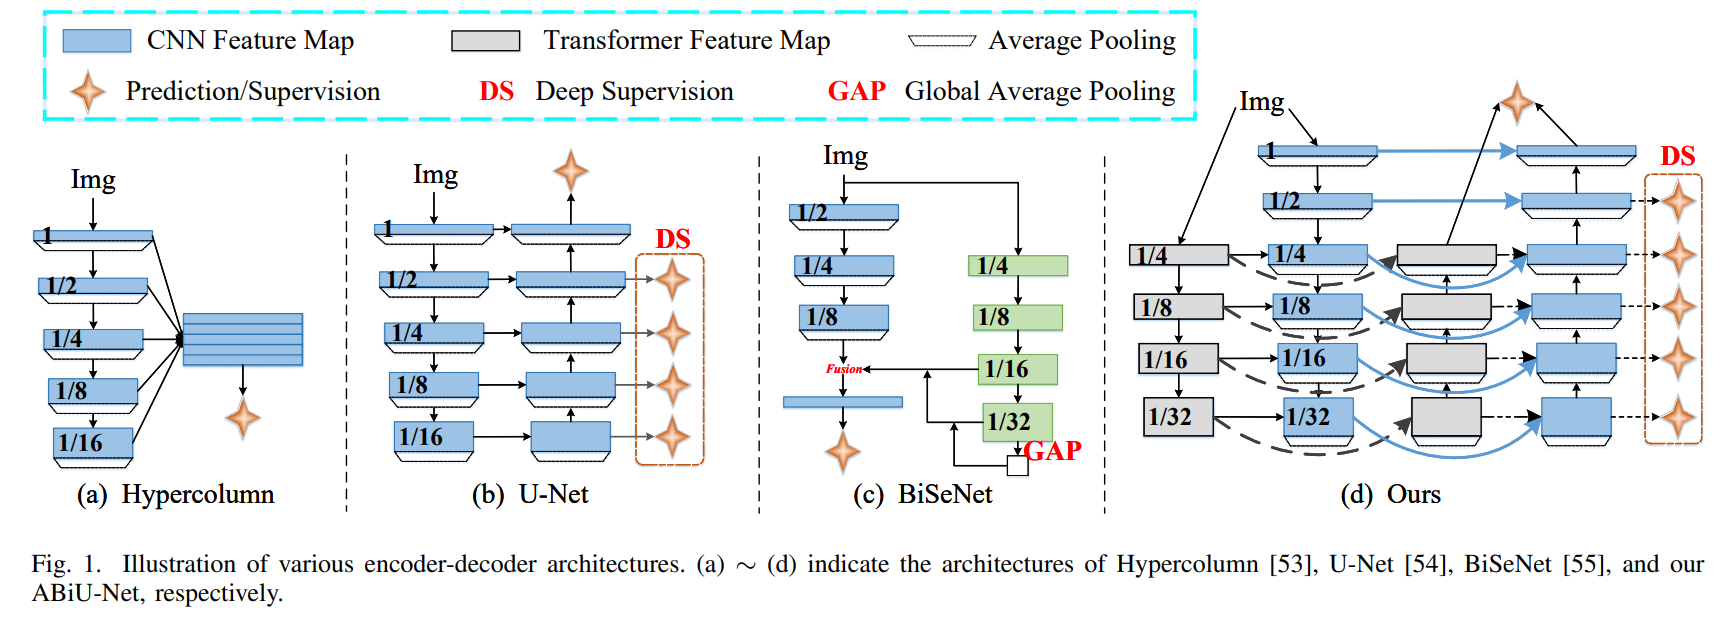 CNN Feature Map
Transformer Feature Map
Average Pooling
Prediction/Supervision
DS Deep Supervision
GAP Global Average Pooling
Img
1
1/2
1/4
1/8
1/16
(a) Hypercolumn
Img
1
1/2
1/4
1/8
1/16
DS
(b) U-Net
Img
1/2
1/4
1/8
Fusion
1/4
1/8
1/16
1/32
GAP
(c) BiSeNet
Img
1
1/2
1/4
1/4
1/8
1/8
1/16
1/16
1/32
1/32
DS
(d) Ours
Fig. 1. Illustration of various encoder-decoder architectures. (a) ∼ (d) indicate the architectures of Hypercolumn [53], U-Net [54], BiSeNet [55], and our
ABiU-Net, respectively.